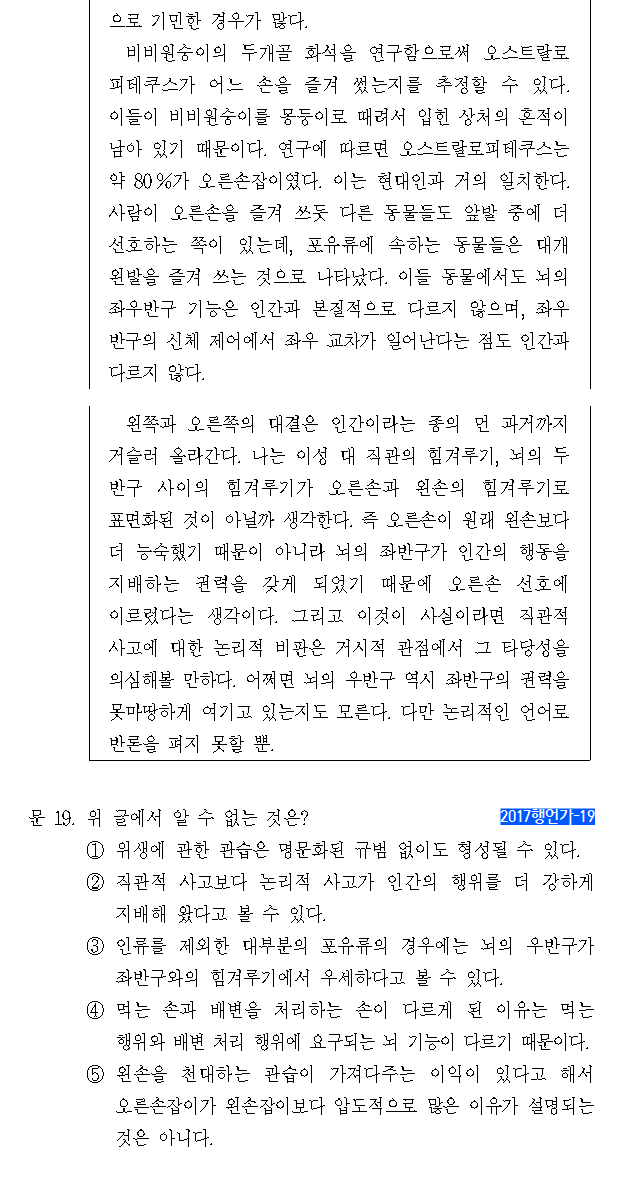 으로 기민한 경우가 많다.
비비원숭이의 두개골 화석을 연구함으로써 오스트랄로
피테쿠스가 어느 손을 즐겨 썼는지를 추정할 수 있다.
이들이 비비원숭이를 몽둥이로 때려서 입힌 상처의 흔적이
남아 있기 때문이다. 연구에 따르면 오스트랄로피테쿠스는
약 80%가 오른손잡이였다. 이는 현대인과 거의 일치한다.
사람이 오른손을 즐겨 쓰듯 다른 동물들도 앞발 중에 더
선호하는 쪽이 있는데, 포유류에 속하는 동물들은 대개
왼발을 즐겨 쓰는 것으로 나타났다. 이들 동물에서도 뇌의
좌우반구 기능은 인간과 본질적으로 다르지 않으며, 좌우
반구의 신체 제어에서 좌우 교차가 일어난다는 점도 인간과
다르지 않다.
왼쪽과 오른쪽의 대결은 인간이라는 종의 먼 과거까지
거슬러 올라간다. 나는 이성 대 직관의 힘겨루기, 뇌의 두
반구 사이의 힘겨루기가 오른손과 왼손의 힘겨루기로
표면화된 것이 아닐까 생각한다. 즉 오른손이 원래 왼손보다
더 능숙했기 때문이 아니라 뇌의 좌반구가 인간의 행동을
지배하는 권력을 갖게 되었기 때문에 오른손 선호에
이르렀다는 생각이다. 그리고 이것이 사실이라면 직관적
사고에 대한 논리적 비판은 거시적 관점에서 그 타당성을
의심해볼 만하다. 어쩌면 뇌의 우반구 역시 좌반구의 권력을
못마땅하게 여기고 있는지도 모른다. 다만 논리적인 언어로
반론을 펴지 못할 뿐.
문 19. 위 글에서 알 수 없는 것은? 2017행언가-19
① 위생에 관한 관습은 명문화된 규범 없이도 형성될 수 있다.
② 직관적 사고보다 논리적 사고가 인간의 행위를 더 강하게
지배해 왔다고 볼 수 있다.
③ 인류를 제외한 대부분의 포유류의 경우에는 뇌의 우반구가
좌반구와의 힘겨루기에서 우세하다고 볼 수 있다.
④ 먹는 손과 배변을 처리하는 손이 다르게 된 이유는 먹는
행위와 배변 처리 행위에 요구되는 뇌 기능이 다르기 때문이다.
⑤ 왼손을 천대하는 관습이 가져다주는 이익이 있다고 해서
오른손잡이가 왼손잡이보다 압도적으로 많은 이유가 설명되는
것은 아니다.